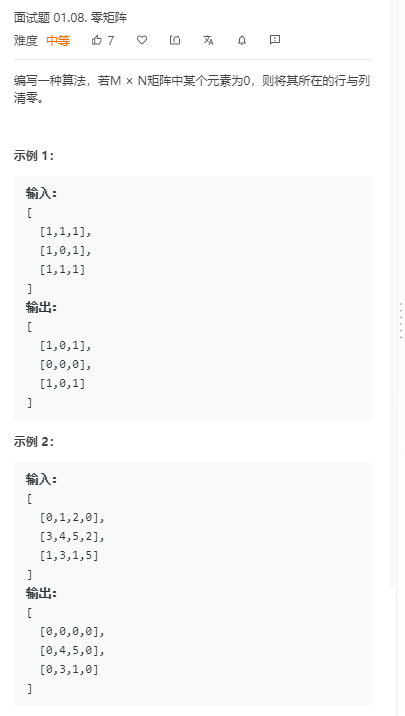 面试题 01.08. 零矩阵
难度 中等 7
编写一种算法，若M × N矩阵中某个元素为0，则将其所在的行与列
清零。
示例 1：
输入：
[
[1,1,1],
[1,0,1],
[1,1,1]
]
输出：
[
[1,0,1],
[0,0,0],
[1,0,1]
]
示例 2：
输入：
[
[0,1,2,0],
[3,4,5,2],
[1,3,1,5]
]
输出：
[
[0,0,0,0],
[0,4,5,0],
[0,3,1,0]
]